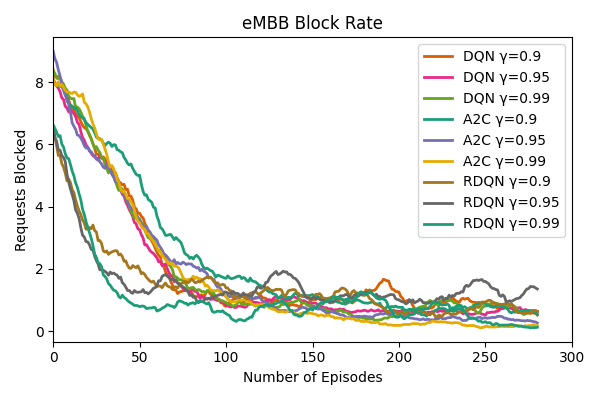 eMBB Block Rate
Requests Blocked
8
6
4
2
0
0 50 100 150 200 250 300
Number of Episodes
DQN γ=0.9
DQN γ=0.95
DQN γ=0.99
A2C γ=0.9
A2C γ=0.95
A2C γ=0.99
RDQN γ=0.9
RDQN γ=0.95
RDQN γ=0.99